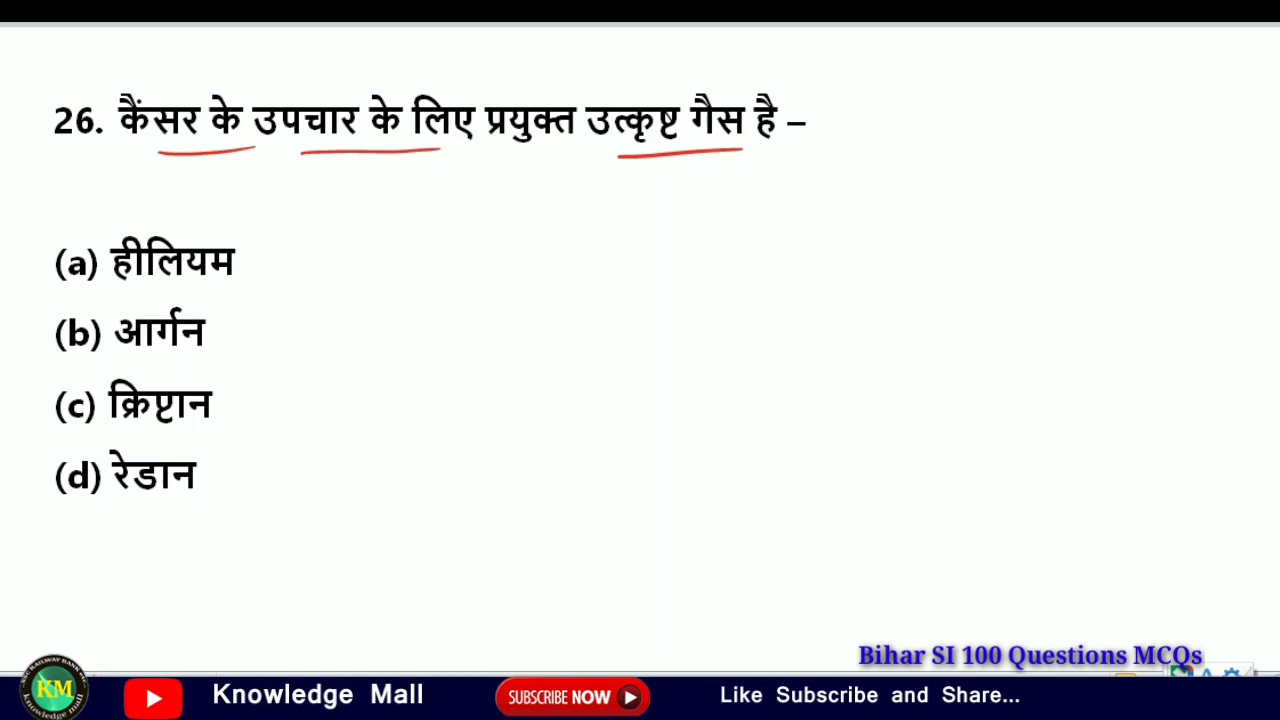 26. कैंसर के उपचार के लिए प्रयुक्त उत्कृष्ट गैस है –
(a) हीलियम
(b) आर्गन
(c) क्रिप्टान
(d) रेडान
Bihar SI 100 Questions MCQs
KM
Knowledge Mall
SUBSCRIBE NOW
Like Subscribe and Share...